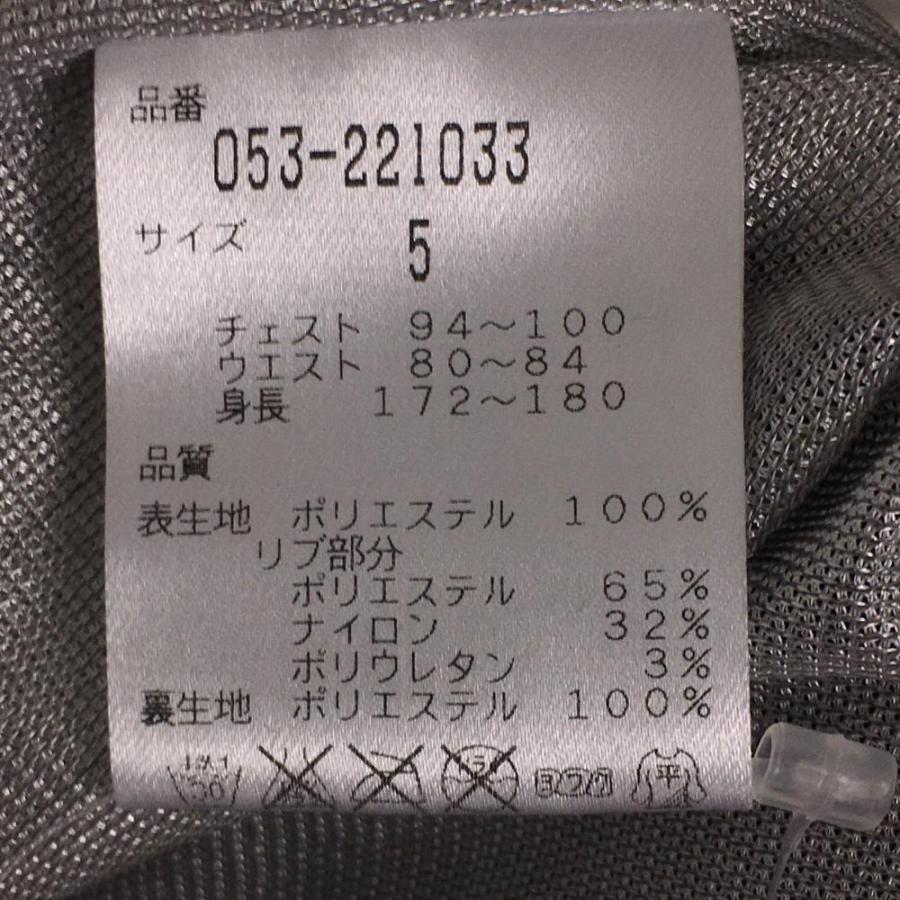 品番
053-221033
サイズ 5
チェスト 94～100
ウエスト 80～84
身長 172～180
品質
表生地 ポリエステル 100%
リブ部分
ポリエステル 65%
ナイロン 32%
ポリウレタン 3%
裏生地 ポリエステル 100%
平